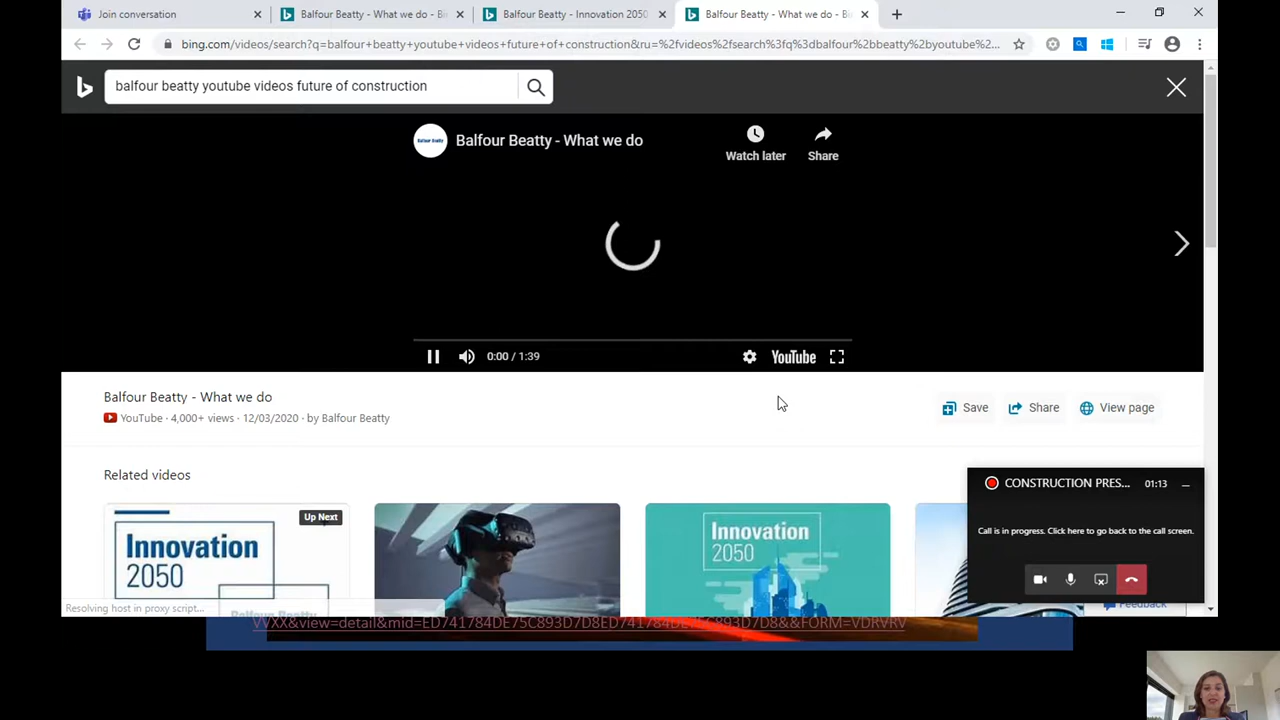 Join conversation
Balfour Beatty - What we do - Bi
Balfour Beatty - Innovation 2050
Balfour Beatty - What we do - Bi
bing.com/videos/search?q=balfour+beatty+youtube+videos+future+of+construction&ru=%2fvideos%2fsearch%3fq%3dbalfour%2bbeatty%2byoutube%2...
balfour beatty youtube videos future of construction
Balfour Beatty
Balfour Beatty - What we do
Watch later
Share
0:00 / 1:39
YouTube
Balfour Beatty - What we do
YouTube · 4,000+ views · 12/03/2020 · by Balfour Beatty
Save
Share
View page
Related videos
Up Next
Innovation
2050
Balfour Beatty
Innovation
2050
CONSTRUCTION PRES...
01:13
Call is in progress. Click here to go back to the call screen.
Feedback
Resolving host in proxy script...